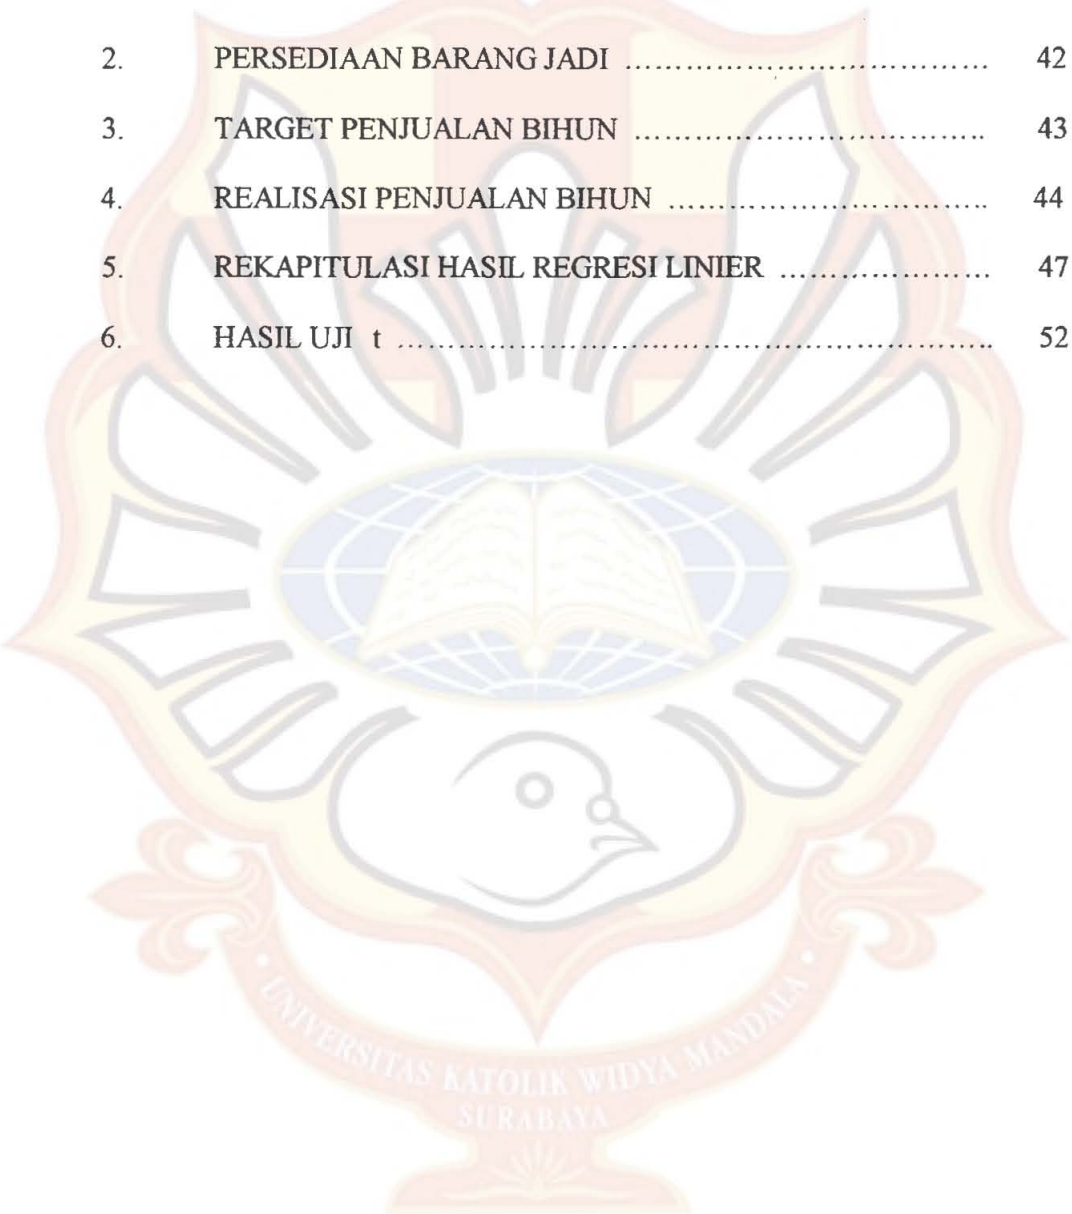 2. PERSEDIAAN BARANG JADI ................................... 42
3. TARGET PENJUALAN BIHUN ................................... 43
4. REALISASI PENJUALAN BIHUN ............................... 44
5. REKAPITULASI HASIL REGRESI LINIER .................... 47
6. HASIL UJI t ......................................................... 52
UNIVERSITAS KATOLIK WIDYA MANDALA
SURABAYA